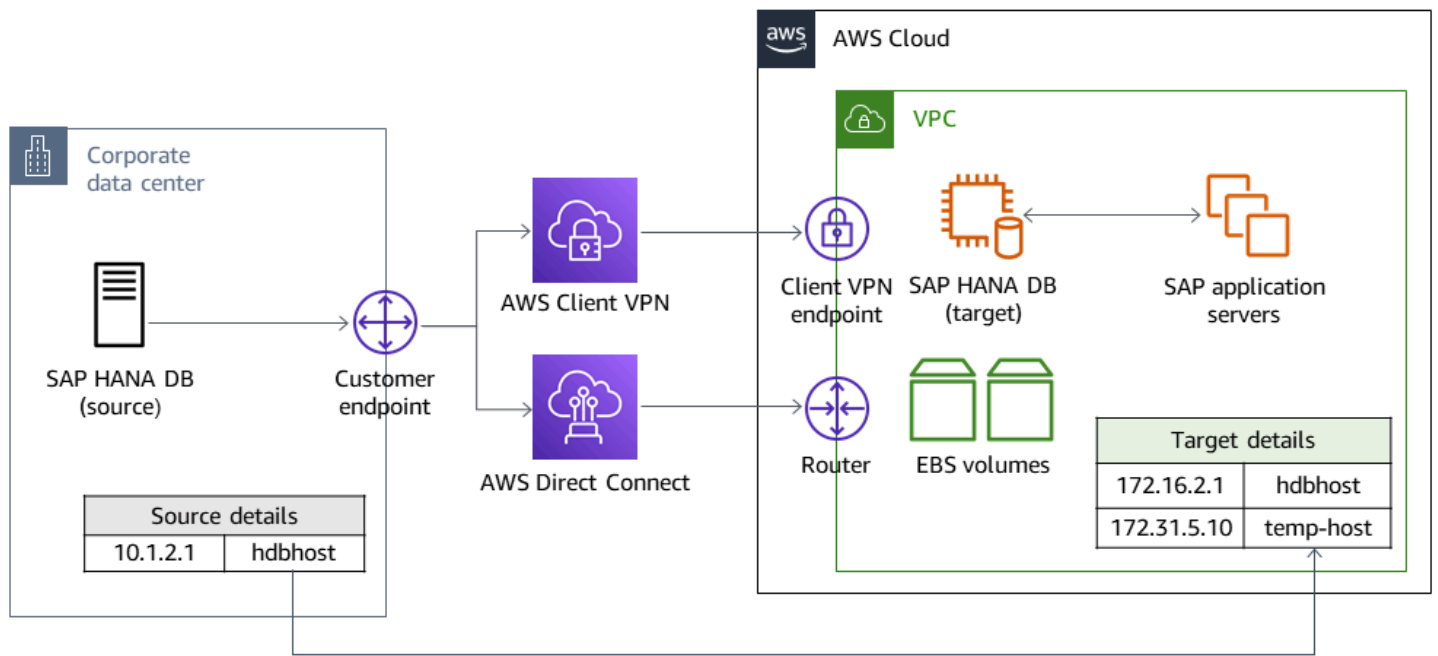 aws
AWS Cloud
VPC
Corporate
data center
SAP HANA DB
(source)
Customer
endpoint
AWS Client VPN
AWS Direct Connect
Client VPN
endpoint
SAP HANA DB
(target)
SAP application
servers
Router
EBS volumes
Source details
10.1.2.1 hdbhost
Target details
172.16.2.1 hdbhost
172.31.5.10 temp-host